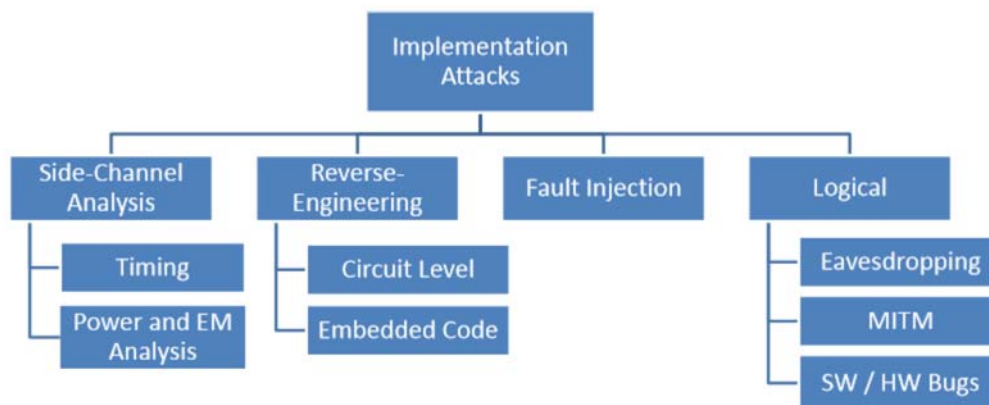 Implementation
Attacks
Side-Channel
Analysis
Reverse-
Engineering
Fault Injection
Logical
Timing
Power and EM
Analysis
Circuit Level
Embedded Code
Eavesdropping
MITM
SW / HW Bugs